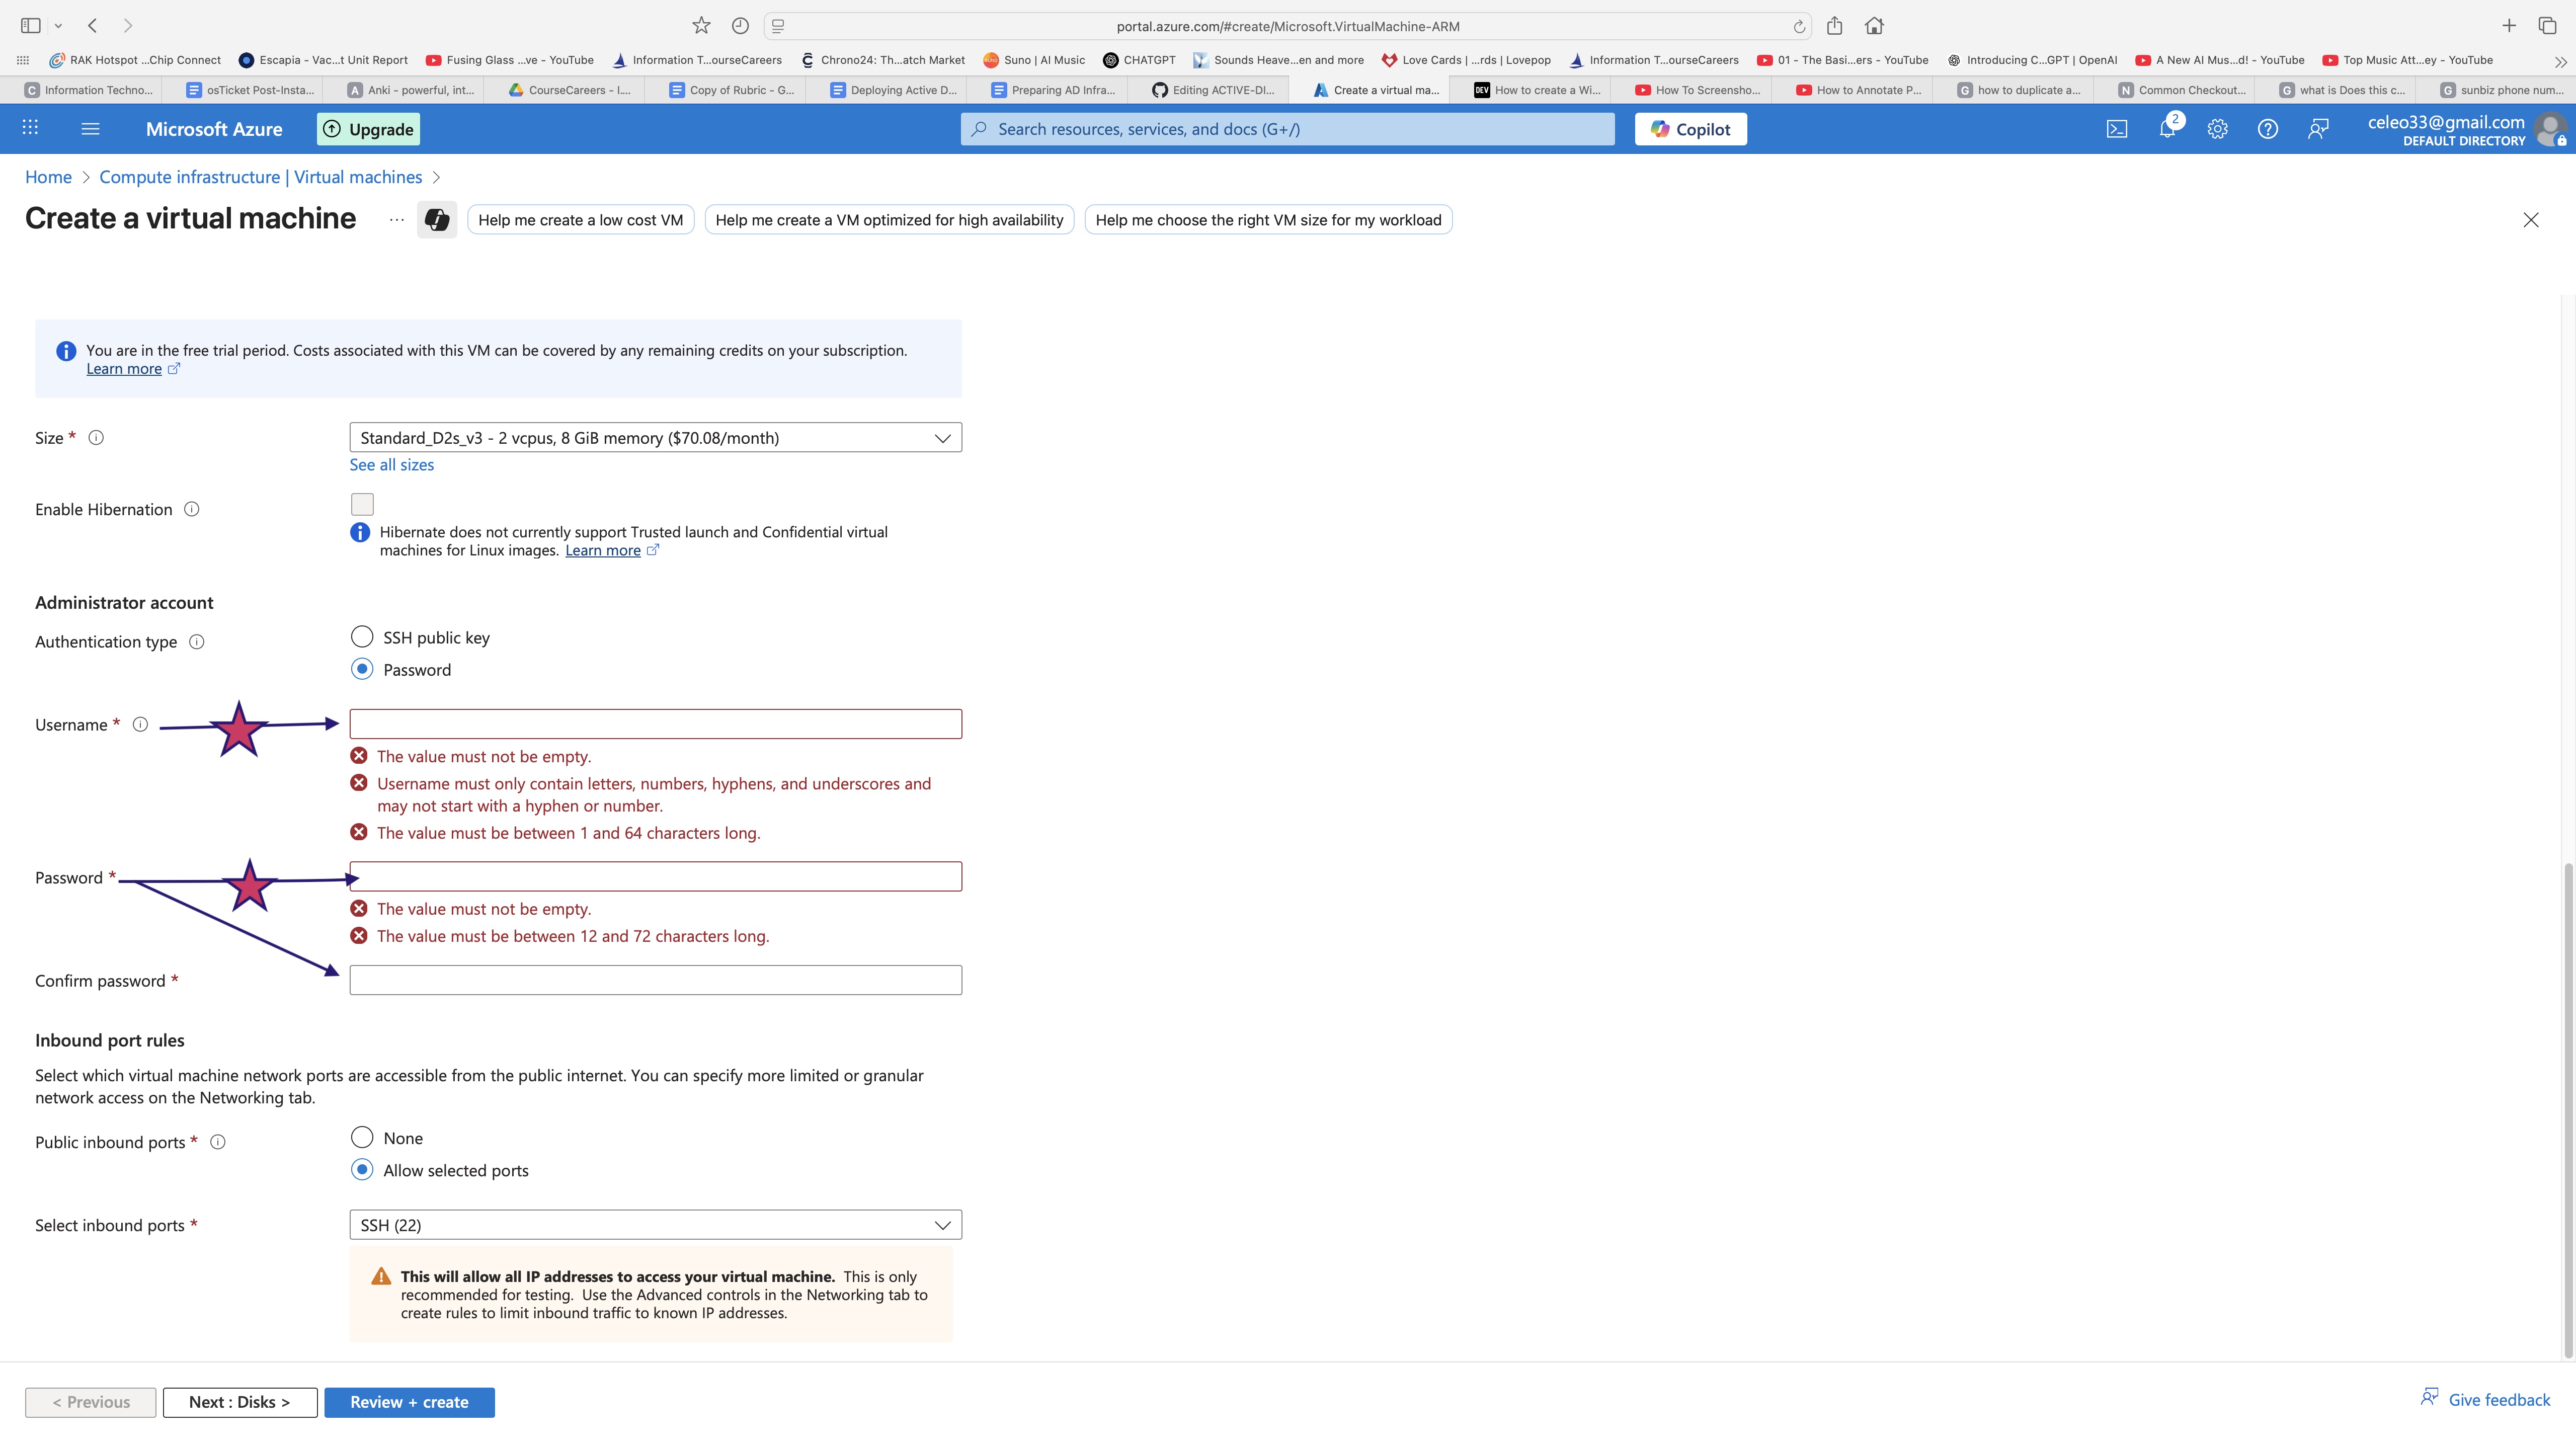 portal.azure.com/#create/Microsoft.VirtualMachine-ARM
RAK Hotspot ...Chip Connect
Escapia - Vac...t Unit Report
Fusing Glass ...ve - YouTube
Information T...ourseCareers
Chrono24: Th...atch Market
Suno | AI Music
CHATGPT
Sounds Heave...en and more
Love Cards | ...rds | Lovepop
Information T...ourseCareers
01 - The Basi...ers - YouTube
Introducing C...GPT | OpenAI
A New AI Mus...d! - YouTube
Top Music Att...ey - YouTube
C Information Techno...
osTicket Post-Insta...
A Anki - powerful, int...
CourseCareers - I...
Copy of Rubric - G...
Deploying Active D...
Preparing AD Infra...
Editing ACTIVE-DI...
Create a virtual ma...
DEV How to create a Wi...
How To Screensho...
How to Annotate P...
G how to duplicate a...
N Common Checkout...
G what is Does this c...
G sunbiz phone num...
Microsoft Azure
Upgrade
Search resources, services, and docs (G+/)
Copilot
2
celeo33@gmail.com
DEFAULT DIRECTORY
Home > Compute infrastructure | Virtual machines >
Create a virtual machine
...
Help me create a low cost VM
Help me create a VM optimized for high availability
Help me choose the right VM size for my workload
You are in the free trial period. Costs associated with this VM can be covered by any remaining credits on your subscription.
Learn more
Size *
Standard_D2s_v3 - 2 vcpus, 8 GiB memory ($70.08/month)
See all sizes
Enable Hibernation
Hibernate does not currently support Trusted launch and Confidential virtual
machines for Linux images. Learn more
Administrator account
Authentication type
SSH public key
Password
Username *
The value must not be empty.
Username must only contain letters, numbers, hyphens, and underscores and
may not start with a hyphen or number.
The value must be between 1 and 64 characters long.
Password *
The value must not be empty.
The value must be between 12 and 72 characters long.
Confirm password *
Inbound port rules
Select which virtual machine network ports are accessible from the public internet. You can specify more limited or granular
network access on the Networking tab.
Public inbound ports *
None
Allow selected ports
Select inbound ports *
SSH (22)
This will allow all IP addresses to access your virtual machine. This is only
recommended for testing. Use the Advanced controls in the Networking tab to
create rules to limit inbound traffic to known IP addresses.
< Previous
Next : Disks >
Review + create
Give feedback